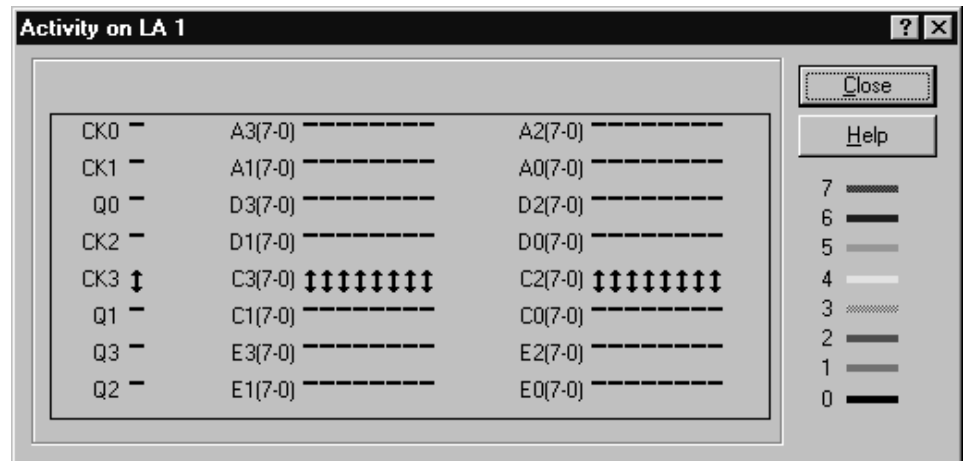 Activity on LA 1
Close
Help
CK0 A3(7-0) A2(7-0)
CK1 A1(7-0) A0(7-0)
Q0 D3(7-0) D2(7-0)
CK2 D1(7-0) D0(7-0)
CK3 C3(7-0) C2(7-0)
Q1 C1(7-0) C0(7-0)
Q3 E3(7-0) E2(7-0)
Q2 E1(7-0) E0(7-0)
7
6
5
4
3
2
1
0